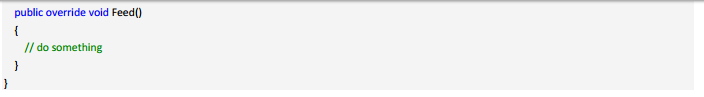 public override void Feed()
{
// do something
}
}